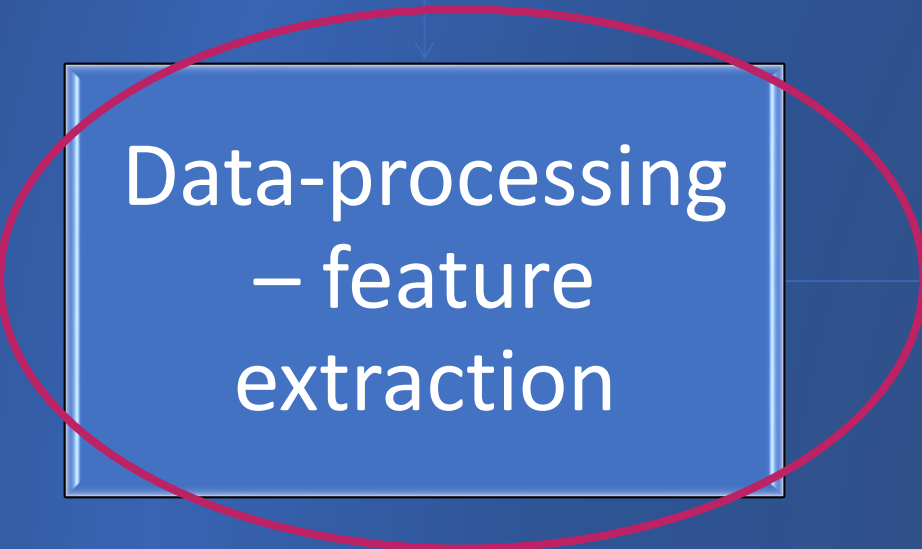 Data-processing
– feature
extraction